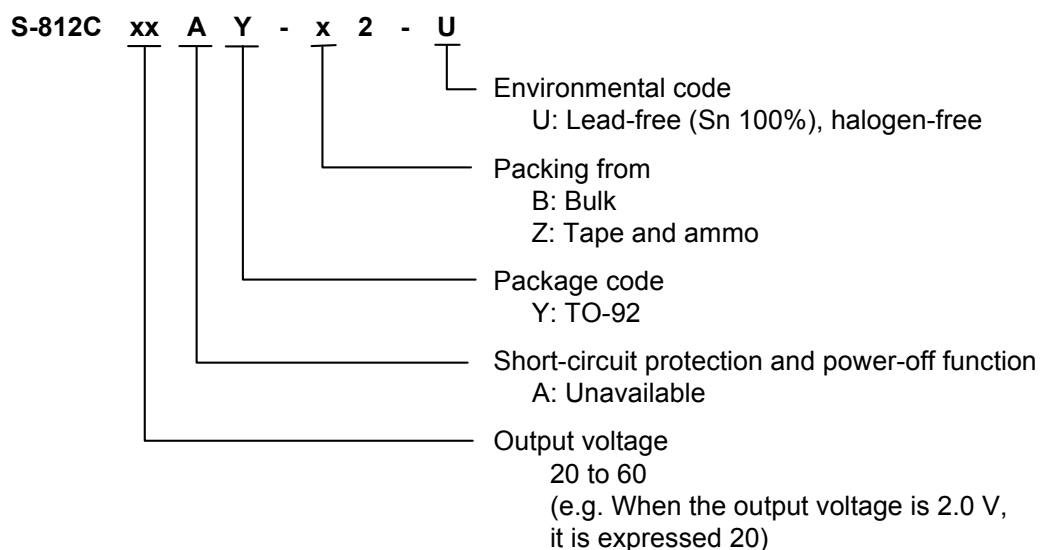 S-812C xx A Y - x 2 - U
Environmental code
U: Lead-free (Sn 100%), halogen-free
Packing from
B: Bulk
Z: Tape and ammo
Package code
Y: TO-92
Short-circuit protection and power-off function
A: Unavailable
Output voltage
20 to 60
(e.g. When the output voltage is 2.0 V,
it is expressed 20)